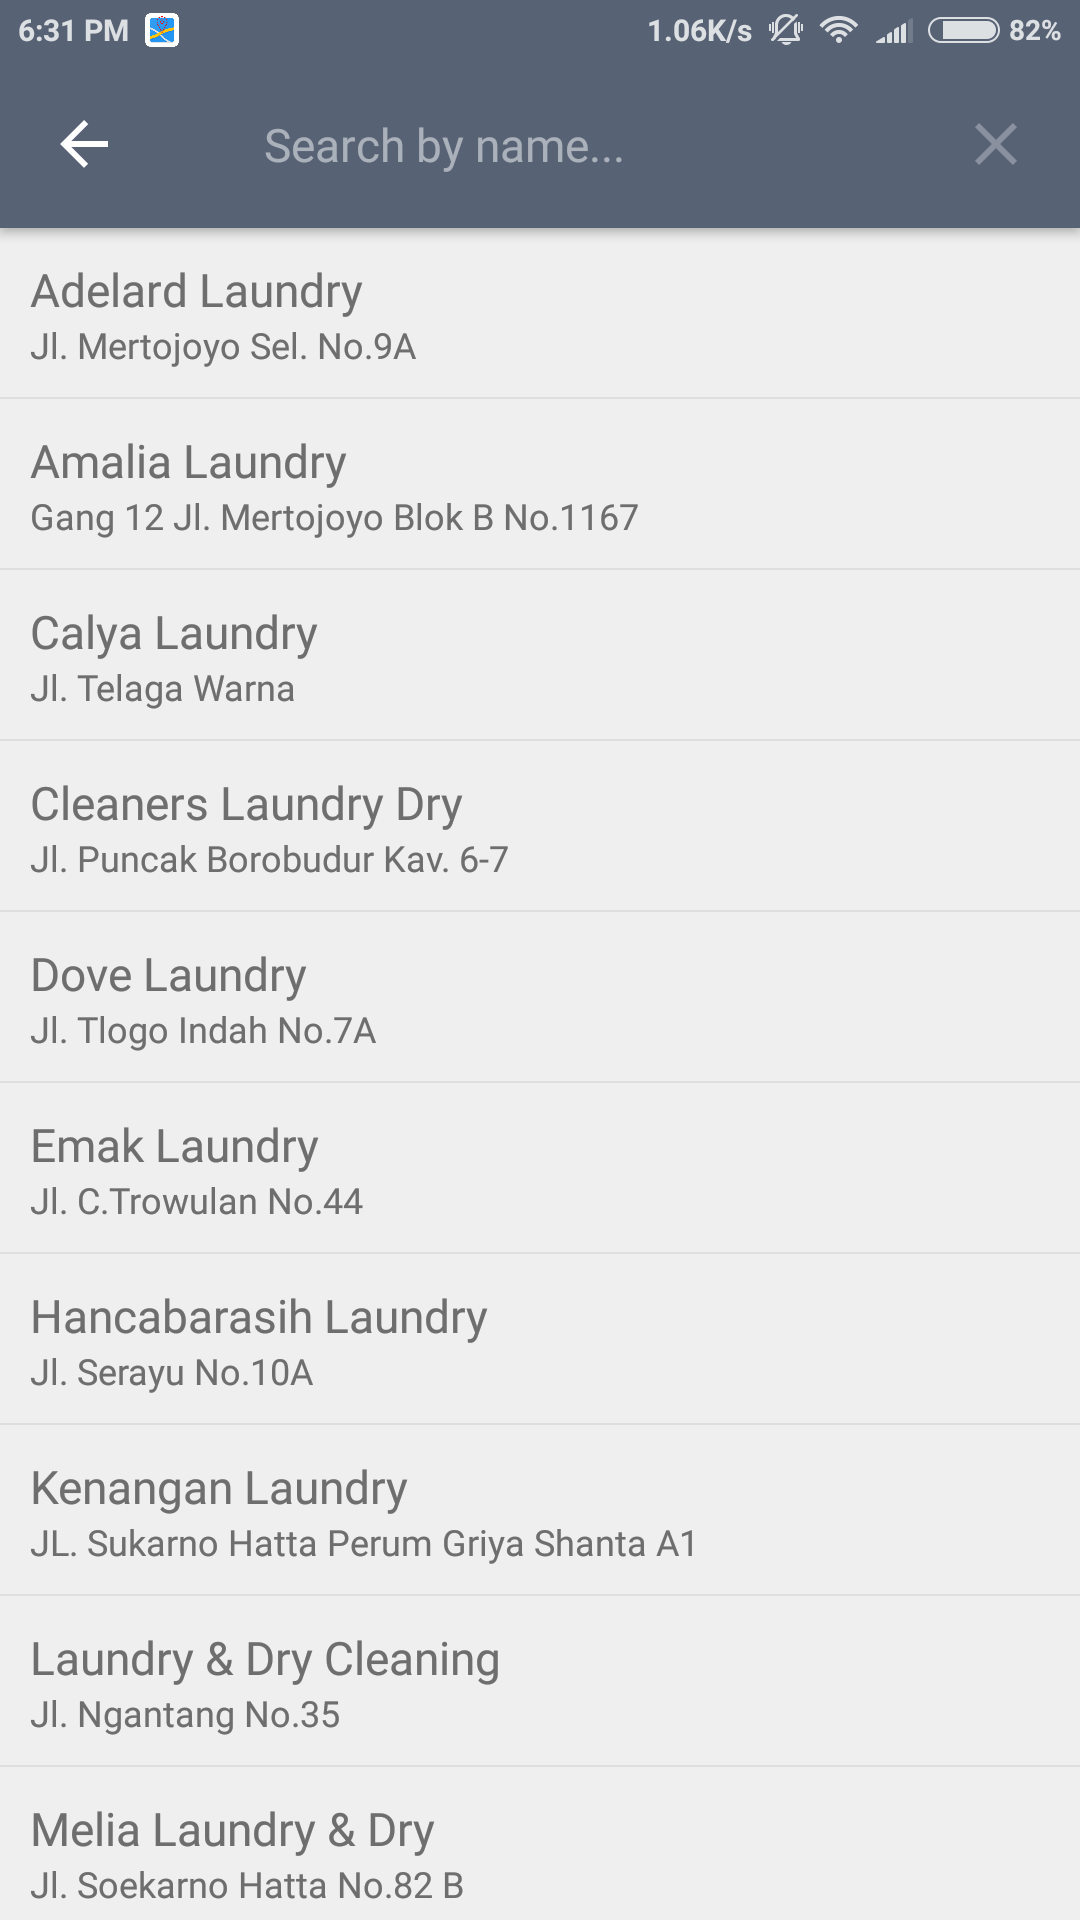 6:31 PM 1.06K/s 82%
Search by name...
Adelard Laundry
Jl. Mertojoyo Sel. No.9A
Amalia Laundry
Gang 12 Jl. Mertojoyo Blok B No.1167
Calya Laundry
Jl. Telaga Warna
Cleaners Laundry Dry
Jl. Puncak Borobudur Kav. 6-7
Dove Laundry
Jl. Tlogo Indah No.7A
Emak Laundry
Jl. C.Trowulan No.44
Hancabarasih Laundry
Jl. Serayu No.10A
Kenangan Laundry
JL. Sukarno Hatta Perum Griya Shanta A1
Laundry & Dry Cleaning
Jl. Ngantang No.35
Melia Laundry & Dry
Jl. Soekarno Hatta No.82 B